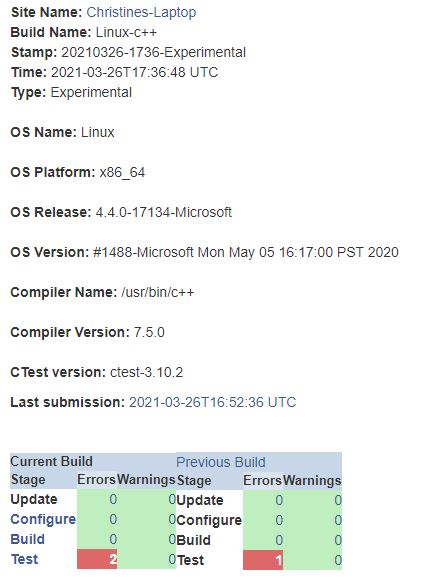 Site Name: Christines-Laptop
Build Name: Linux-c++
Stamp: 20210326-1736-Experimental
Time: 2021-03-26T17:36:48 UTC
Type: Experimental
OS Name: Linux
OS Platform: x86_64
OS Release: 4.4.0-17134-Microsoft
OS Version: #1488-Microsoft Mon May 05 16:17:00 PST 2020
Compiler Name: /usr/bin/c++
Compiler Version: 7.5.0
CTest version: ctest-3.10.2
Last submission: 2021-03-26T16:52:36 UTC
Current Build Previous Build
Stage Errors Warnings Stage Errors Warnings
Update 0 0 Update 0 0
Configure 0 0 Configure 0 0
Build 0 0 Build 0 0
Test 2 0 Test 1 0